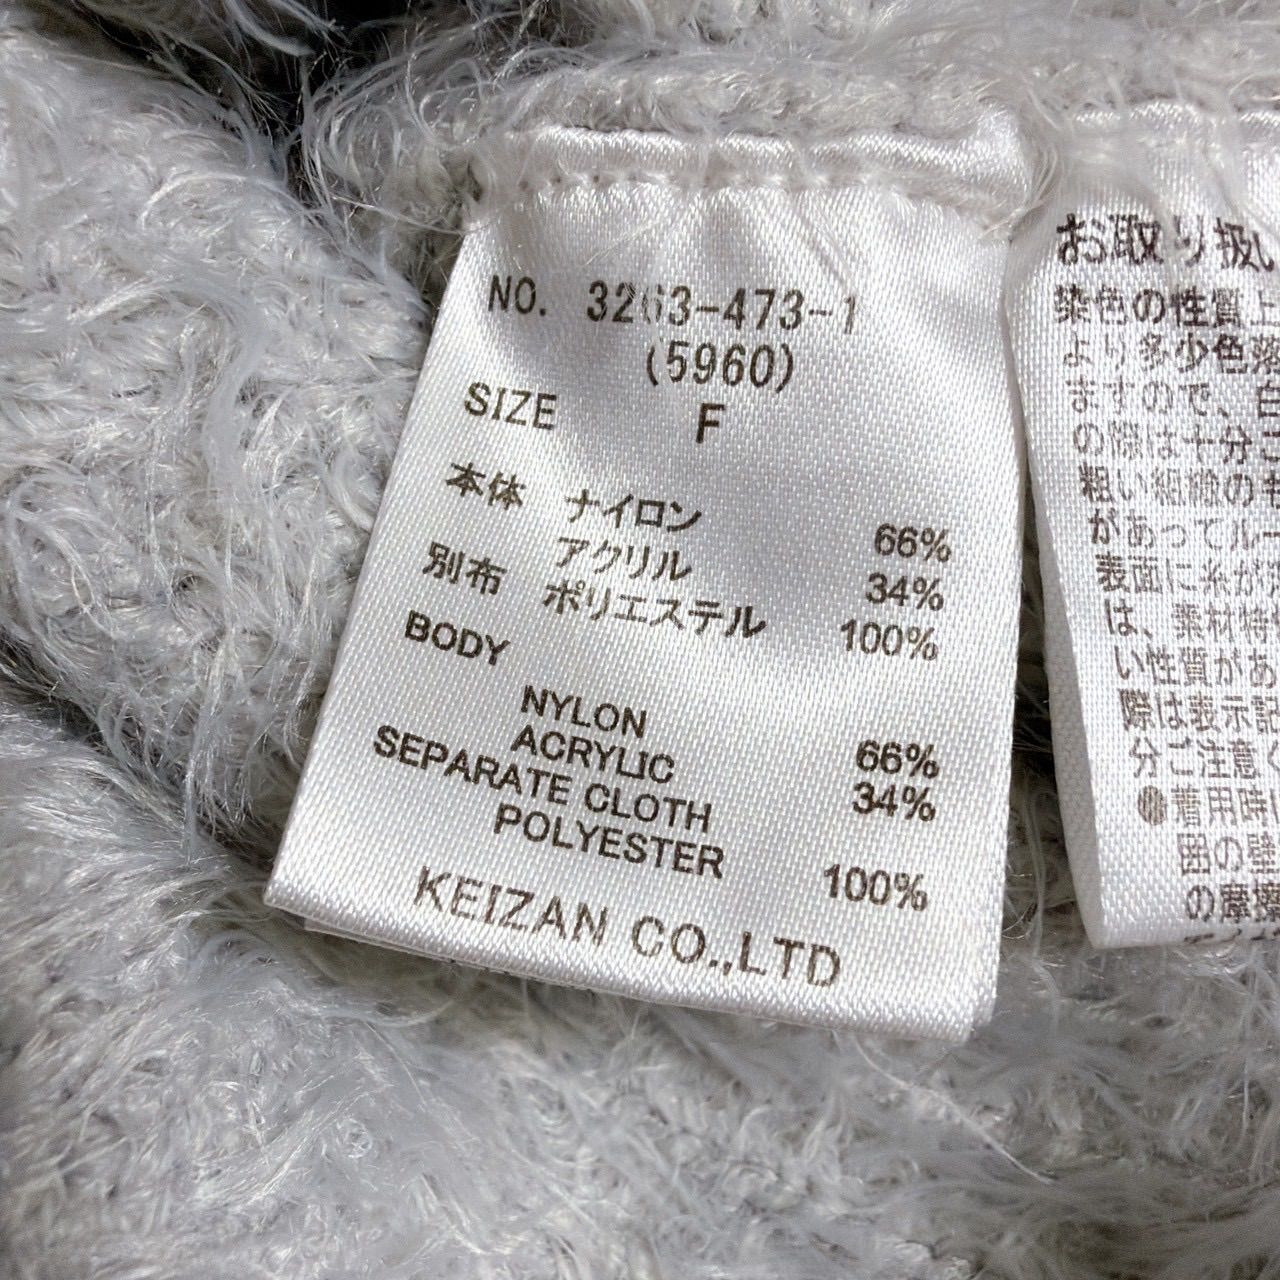 NO. 3263-473-1
(5960)
SIZE F
本体 ナイロン 66%
アクリル 34%
別布 ポリエステル 100%
BODY
NYLON 66%
ACRYLIC 34%
SEPARATE CLOTH
POLYESTER 100%
KEIZAN CO.,LTD
お取り扱い
染色の性質上
より多少色落
ますので、白
の際は十分ご
粗い組織のも
があってルー
表面に糸が
は、素材特
い性質があ
際は表示記
分ご注意く
●着用時に
囲の
の摩擦